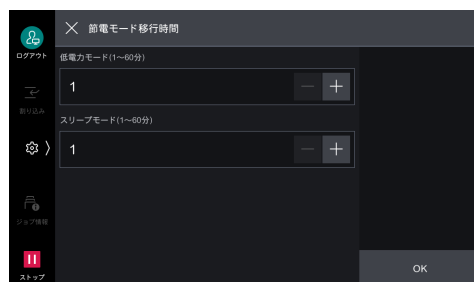 節電モード移行時間
ログアウト
低電力モード(1~60分)
1
割り込み
スリープモード(1~60分)
1
ジョブ情報
ストップ
OK